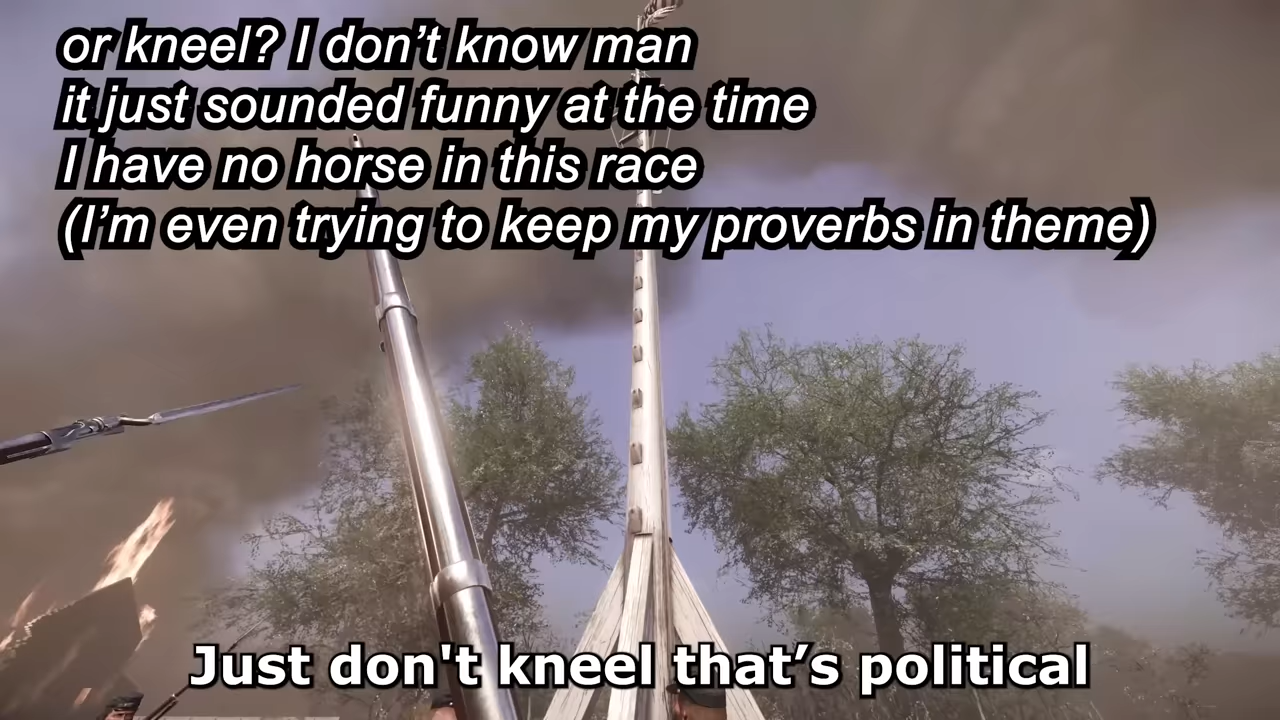 or kneel? I don’t know man
it just sounded funny at the time
I have no horse in this race
(I’m even trying to keep my proverbs in theme)
Just don't kneel that’s political